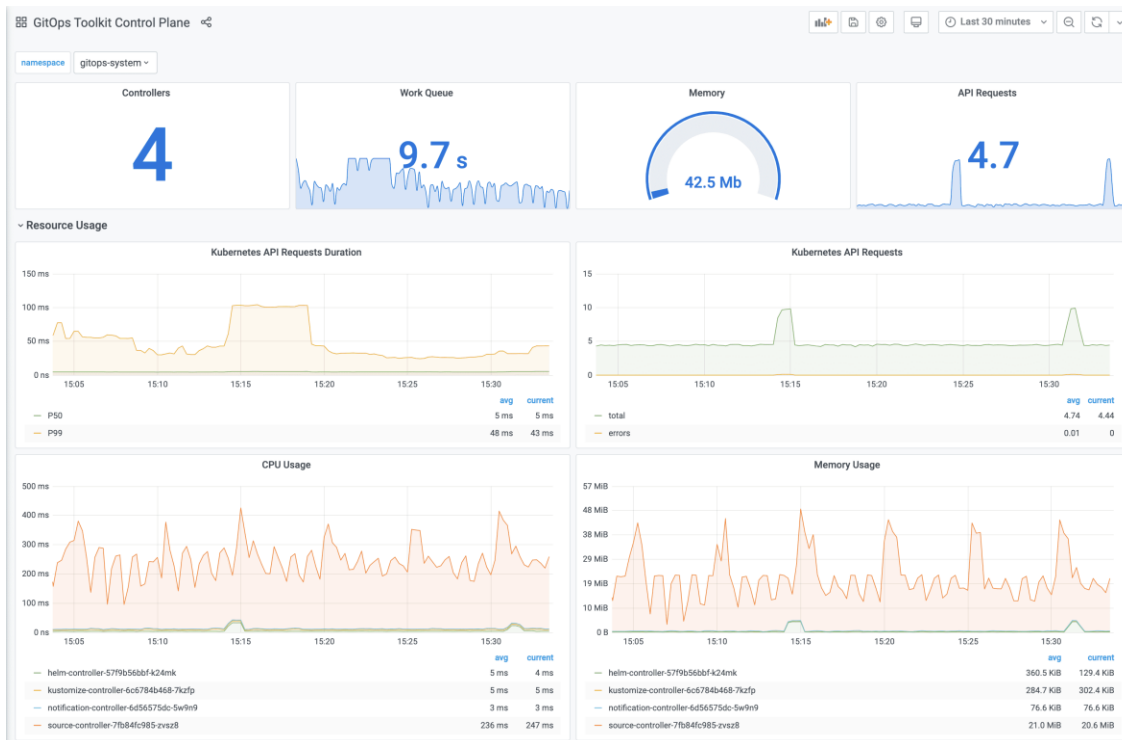 GitOps Toolkit Control Plane
Last 30 minutes
namespace gitops-system
Controllers
4
Work Queue
9.7 s
Memory
42.5 Mb
API Requests
4.7
Resource Usage
Kubernetes API Requests Duration
150 ms
100 ms
50 ms
0 ns
15:05 15:10 15:15 15:20 15:25 15:30
avg current
P50 5 ms 5 ms
P99 48 ms 43 ms
Kubernetes API Requests
15
10
5
0
15:05 15:10 15:15 15:20 15:25 15:30
avg current
total 4.74 4.44
errors 0.01 0
CPU Usage
500 ms
400 ms
300 ms
200 ms
100 ms
0 ns
15:05 15:10 15:15 15:20 15:25 15:30
avg current
helm-controller-57f9b56bbf-k24mk 5 ms 4 ms
kustomize-controller-6c6784b468-7kzfp 5 ms 5 ms
notification-controller-6d56575dc-5w9n9 3 ms 3 ms
source-controller-7fb84fc985-zvsz8 236 ms 247 ms
Memory Usage
57 MiB
48 MiB
38 MiB
29 MiB
19 MiB
10 MiB
0 B
15:05 15:10 15:15 15:20 15:25 15:30
avg current
helm-controller-57f9b56bbf-k24mk 360.5 KiB 129.4 KiB
kustomize-controller-6c6784b468-7kzfp 284.7 KiB 302.4 KiB
notification-controller-6d56575dc-5w9n9 76.6 KiB 76.6 KiB
source-controller-7fb84fc985-zvsz8 21.0 MiB 20.6 MiB